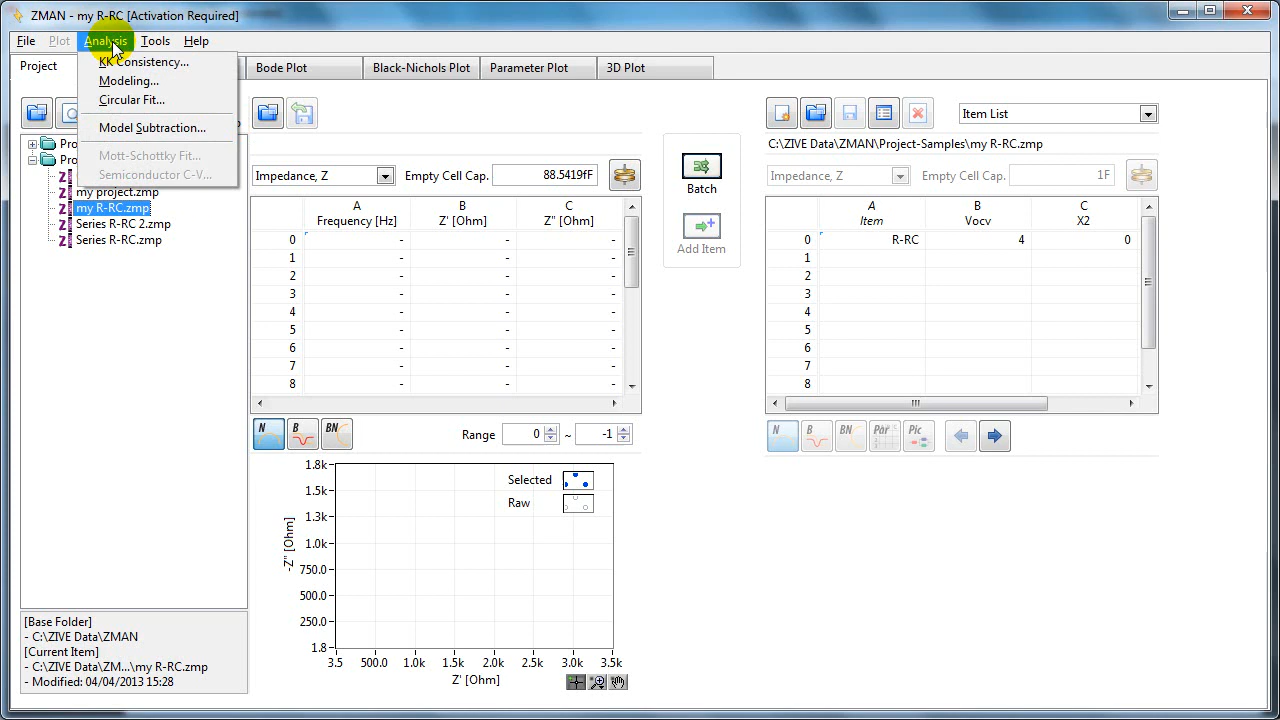 ZMAN - my R-RC [Activation Required]
File Plot Analysis Tools Help
Project Bode Plot Black-Nichols Plot Parameter Plot 3D Plot
KK Consistency...
Modeling...
Circular Fit...
Model Subtraction...
Mott-Schottky Fit...
Semiconductor C-V...
my project.zmp
my R-RC.zmp
Series R-RC 2.zmp
Series R-RC.zmp
[Base Folder]
- C:\ZIVE Data\ZMAN
[Current Item]
- C:\ZIVE Data\ZM...\my R-RC.zmp
- Modified: 04/04/2013 15:28
Impedance, Z Empty Cell Cap. 88.5419fF
A B C
Frequency [Hz] Z' [Ohm] Z" [Ohm]
0 - - -
1 - - -
2 - - -
3 - - -
4 - - -
5 - - -
6 - - -
7 - - -
8 - - -
N B BN Range 0 ~ -1
Selected
Raw
1.8k
1.5k
1.3k
1.0k
750.0
500.0
250.0
1.8
-Z" [Ohm]
3.5 500.0 1.0k 1.5k 2.0k 2.5k 3.0k 3.5k
Z' [Ohm]
Batch
Add Item
Item List
C:\ZIVE Data\ZMAN\Project-Samples\my R-RC.zmp
Impedance, Z Empty Cell Cap. 1F
A B C
Item Vocv X2
0 R-RC 4 0
1
2
3
4
5
6
7
8
N B BN Par Pic